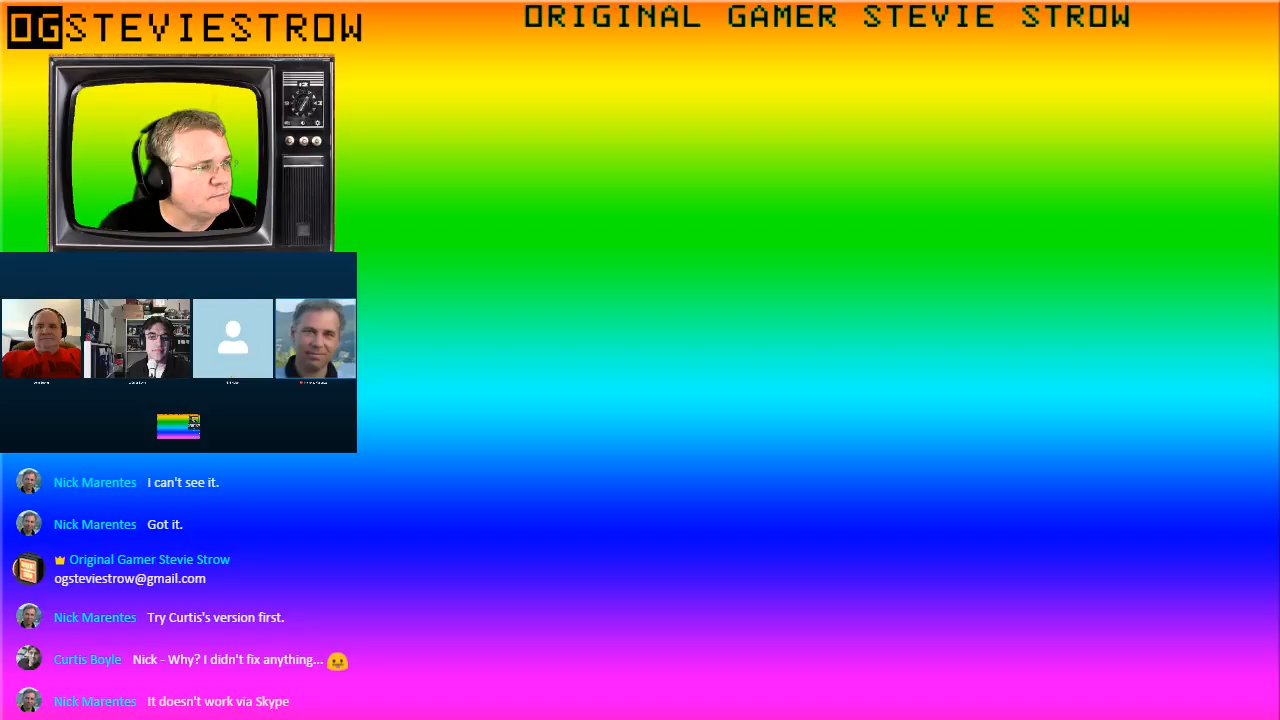 OGSTEVIESTROW
ORIGINAL GAMER STEVIE STROW
Nick Marentes I can't see it.
Nick Marentes Got it.
Original Gamer Stevie Strow
ogsteviestrow@gmail.com
Nick Marentes Try Curtis's version first.
Curtis Boyle Nick - Why? I didn't fix anything...
Nick Marentes It doesn't work via Skype